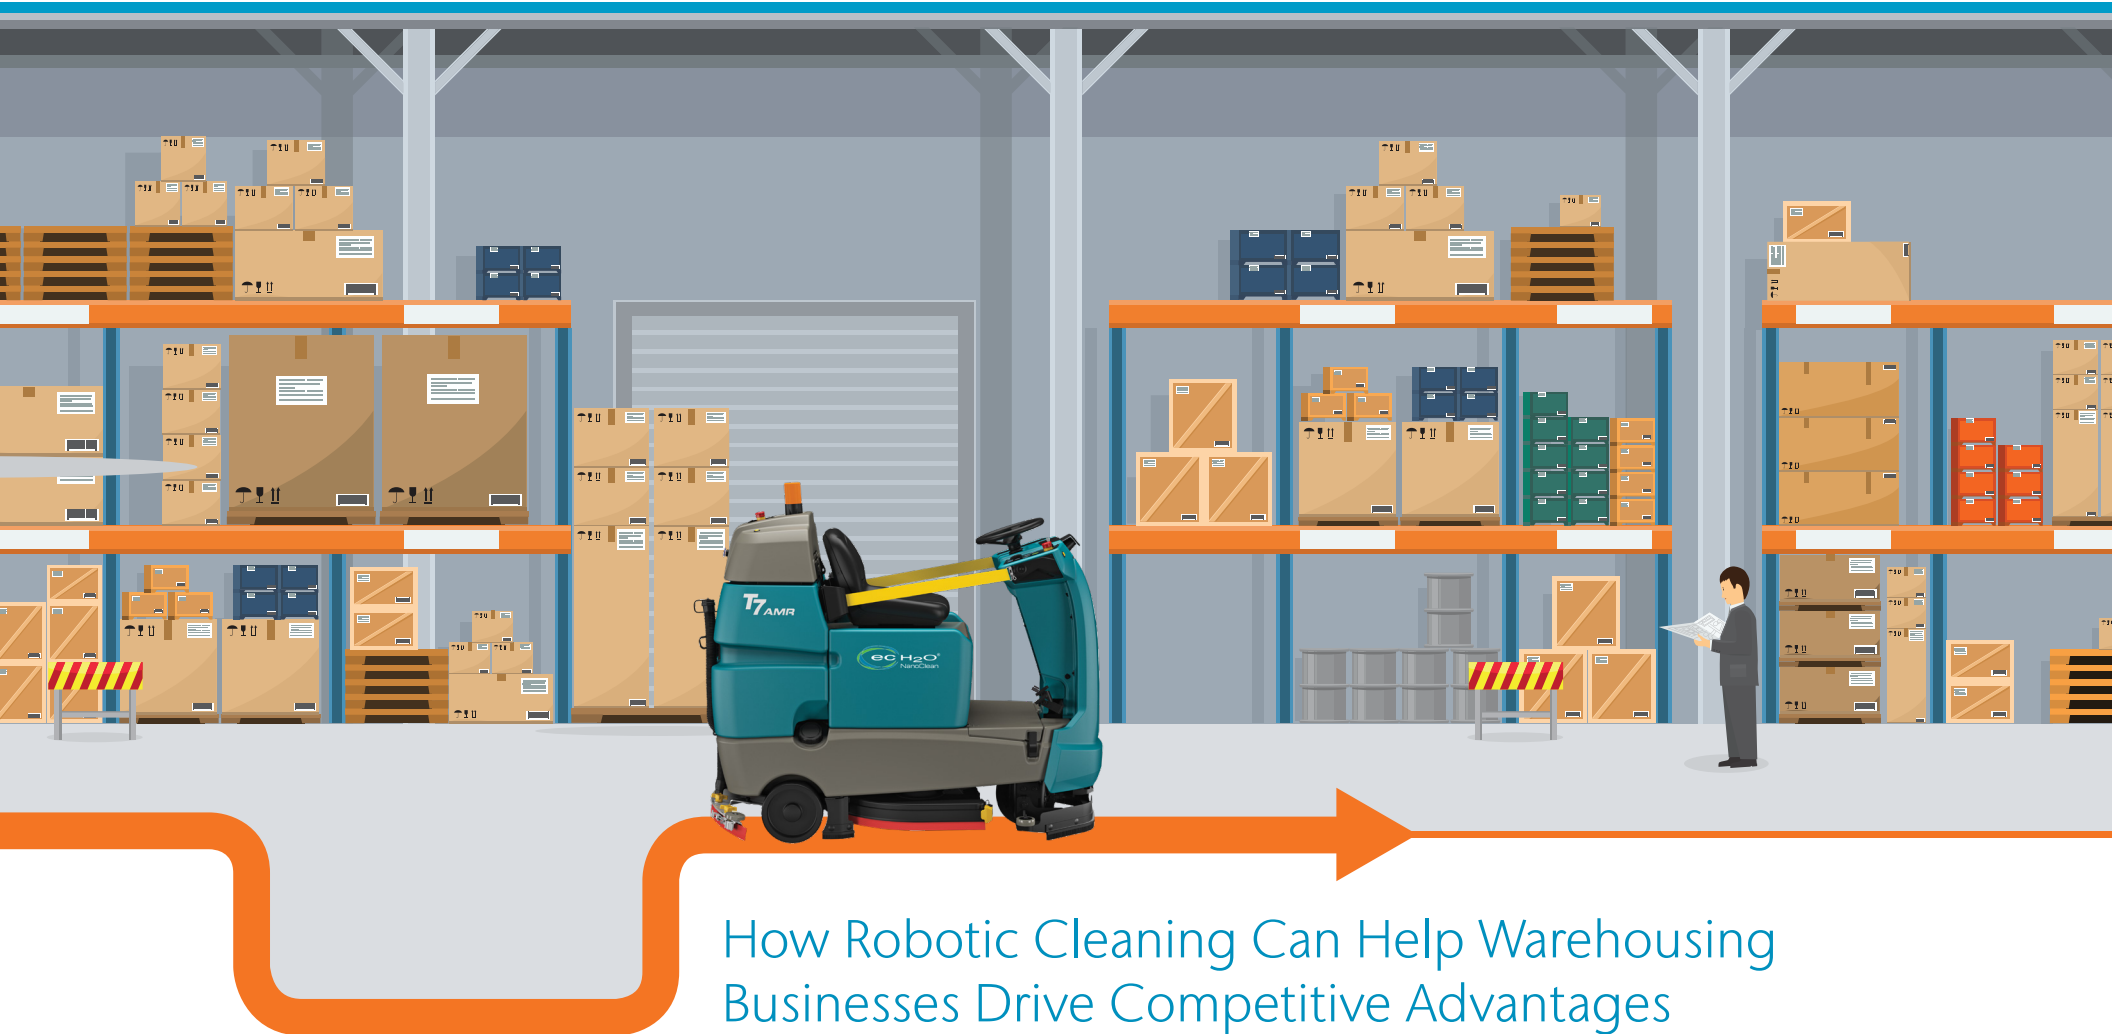 T7AMR
ec H2O®
NanoClean
How Robotic Cleaning Can Help Warehousing
Businesses Drive Competitive Advantages